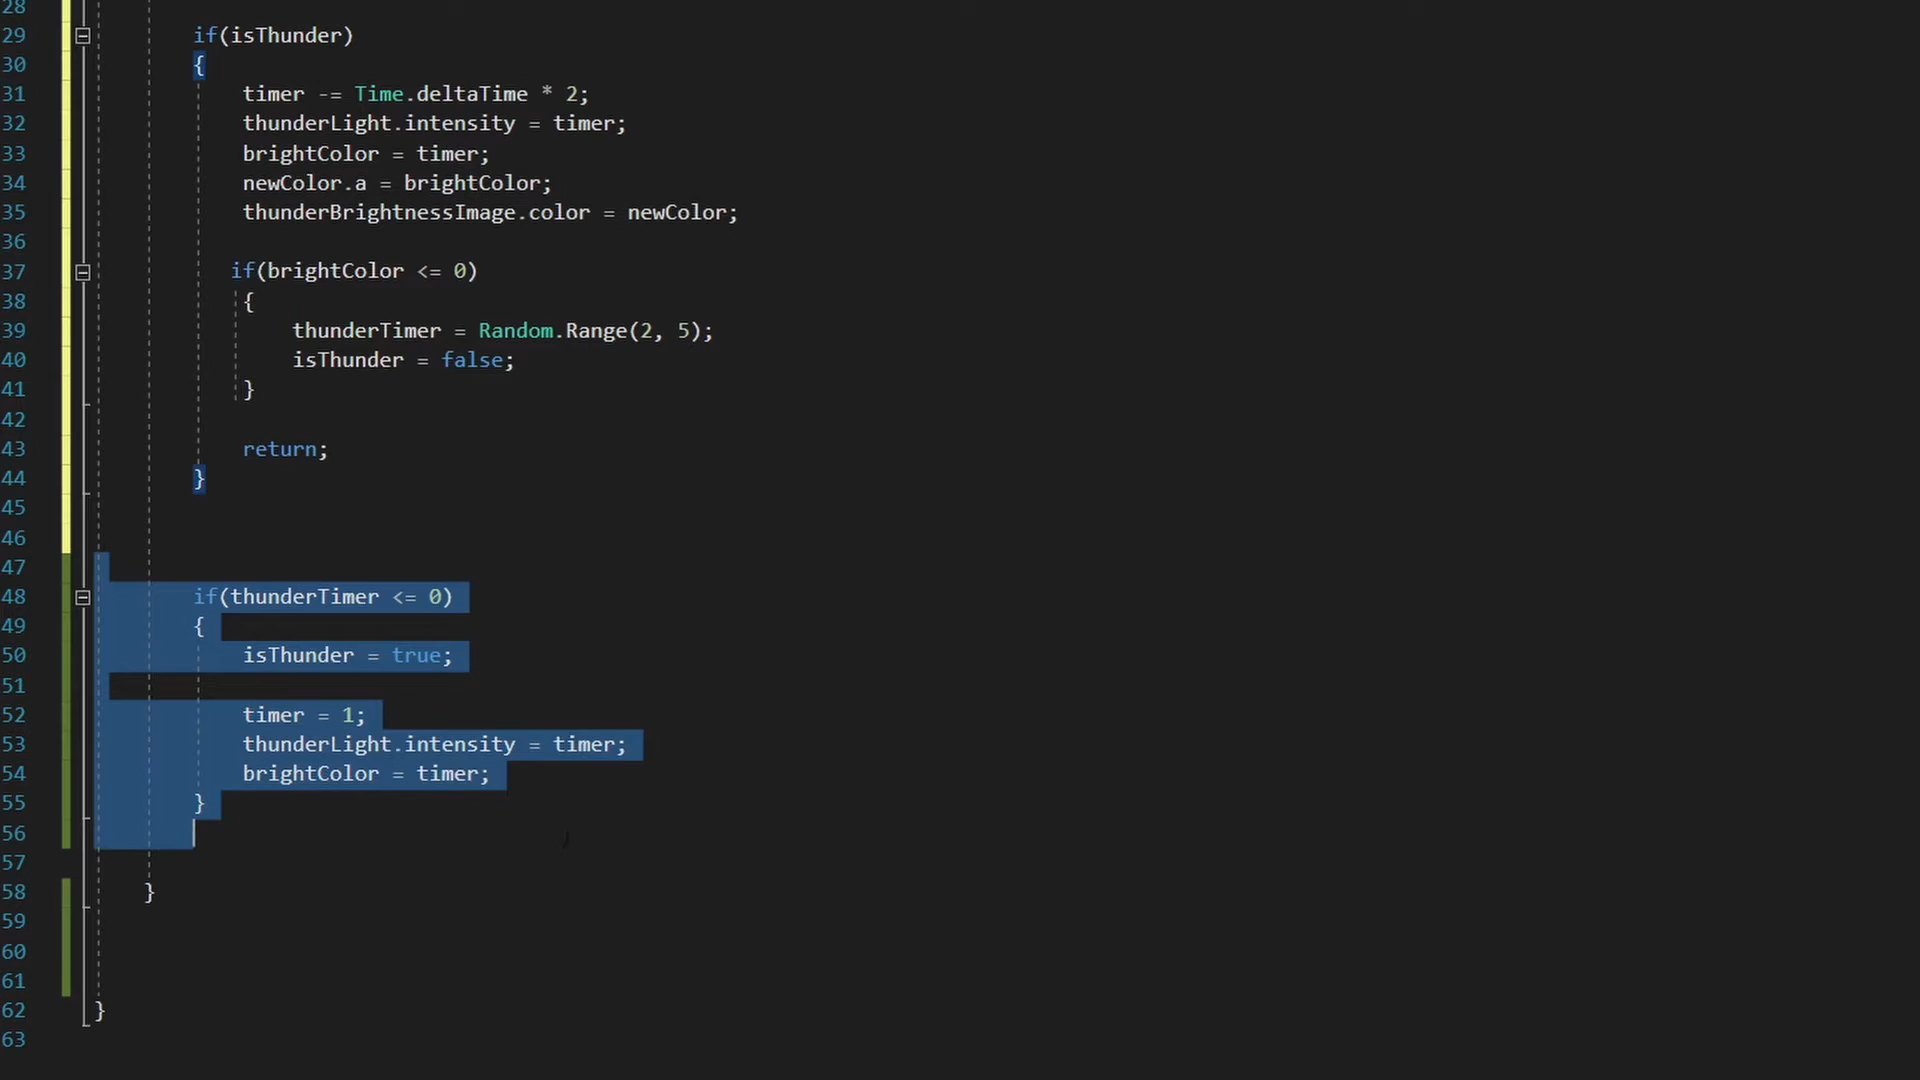 28
29 if(isThunder)
30 {
31 timer -= Time.deltaTime * 2;
32 thunderLight.intensity = timer;
33 brightColor = timer;
34 newColor.a = brightColor;
35 thunderBrightnessImage.color = newColor;
36
37 if(brightColor <= 0)
38 {
39 thunderTimer = Random.Range(2, 5);
40 isThunder = false;
41 }
42
43 return;
44 }
45
46
47
48 if(thunderTimer <= 0)
49 {
50 isThunder = true;
51
52 timer = 1;
53 thunderLight.intensity = timer;
54 brightColor = timer;
55 }
56
57
58 }
59
60
61
62 }
63